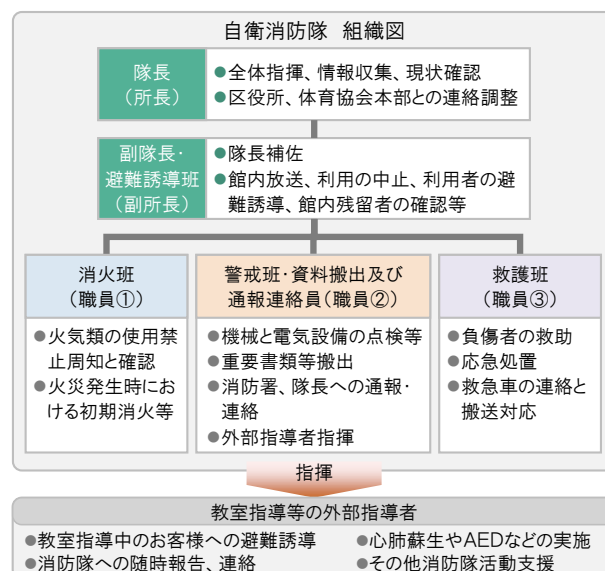 自衛消防隊 組織図
隊長
(所長)
●全体指揮、情報収集、現状確認
●区役所、体育協会本部との連絡調整
副隊長・
避難誘導班
(副所長)
●隊長補佐
●館内放送、利用の中止、利用者の避
難誘導、館内残留者の確認等
消火班
(職員①)
●火気類の使用禁
止周知と確認
●火災発生時にお
ける初期消火等
警戒班・資料搬出及び
通報連絡員(職員②)
●機械と電気設備の点検等
●重要書類等搬出
●消防署、隊長への通報・
連絡
●外部指導者指揮
救護班
(職員③)
●負傷者の救助
●応急処置
●救急車の連絡と
搬送対応
指揮
教室指導等の外部指導者
●教室指導中のお客様への避難誘導
●消防隊への随時報告、連絡
●心肺蘇生やAEDなどの実施
●その他消防隊活動支援